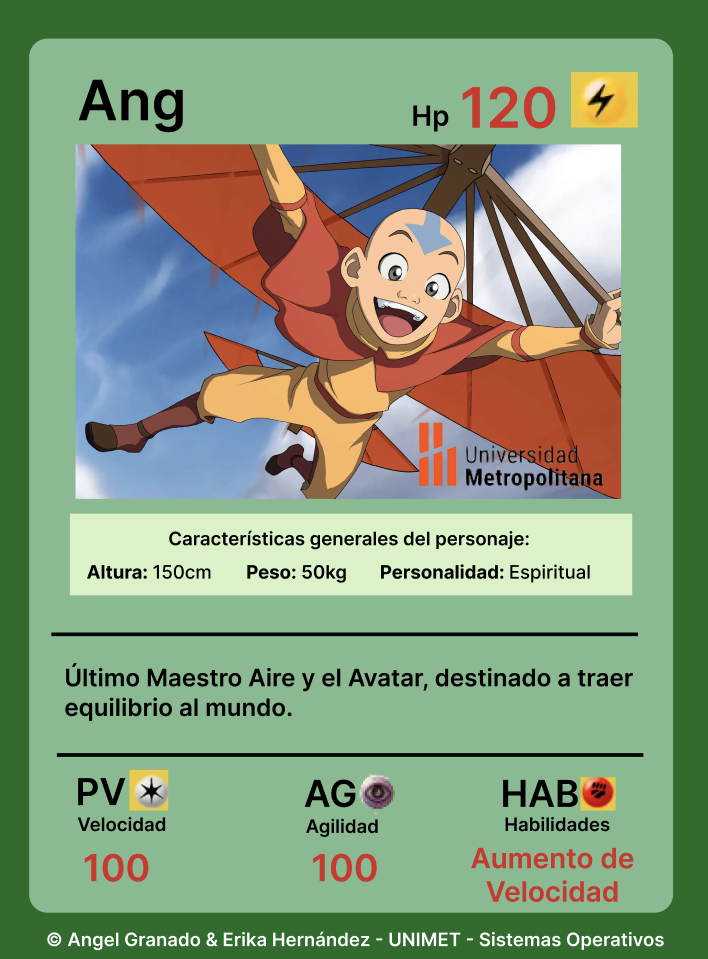 Ang
Hp 120
Universidad
Metropolitana
Características generales del personaje:
Altura: 150cm Peso: 50kg Personalidad: Espiritual
Último Maestro Aire y el Avatar, destinado a traer
equilibrio al mundo.
PV AG HAB
Velocidad Agilidad Habilidades
100 100 Aumento de
Velocidad
© Angel Granado & Erika Hernández - UNIMET - Sistemas Operativos